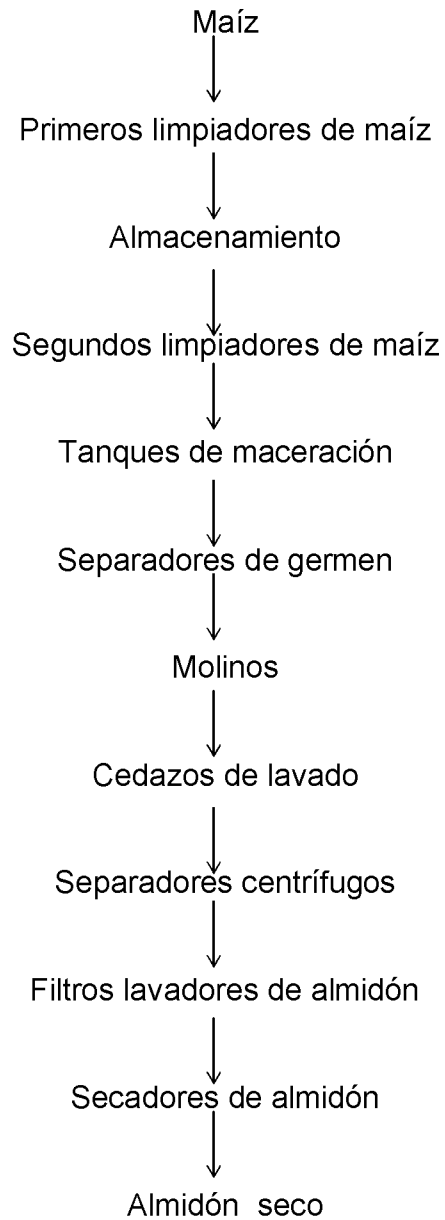 Maíz
Primeros limpiadores de maíz
Almacenamiento
Segundos limpiadores de maíz
Tanques de maceración
Separadores de germen
Molinos
Cedazos de lavado
Separadores centrífugos
Filtros lavadores de almidón
Secadores de almidón
Almidón seco